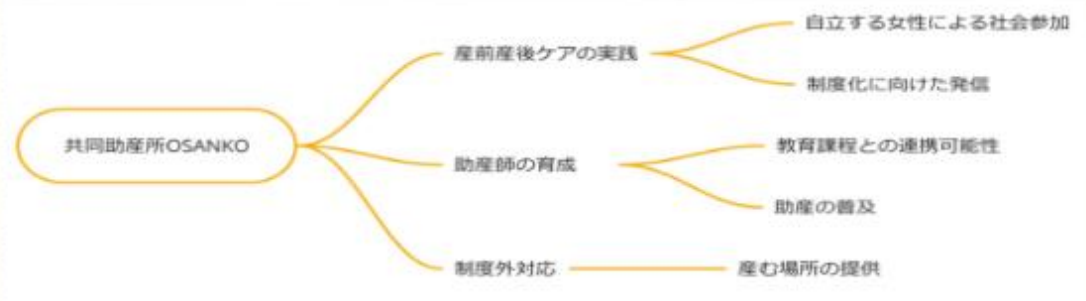 共同助産所OSANKO
産前産後ケアの実践
自立する女性による社会参加
制度化に向けた発信
助産師の育成
教育課程との連携可能性
助産の普及
制度外対応
産む場所の提供